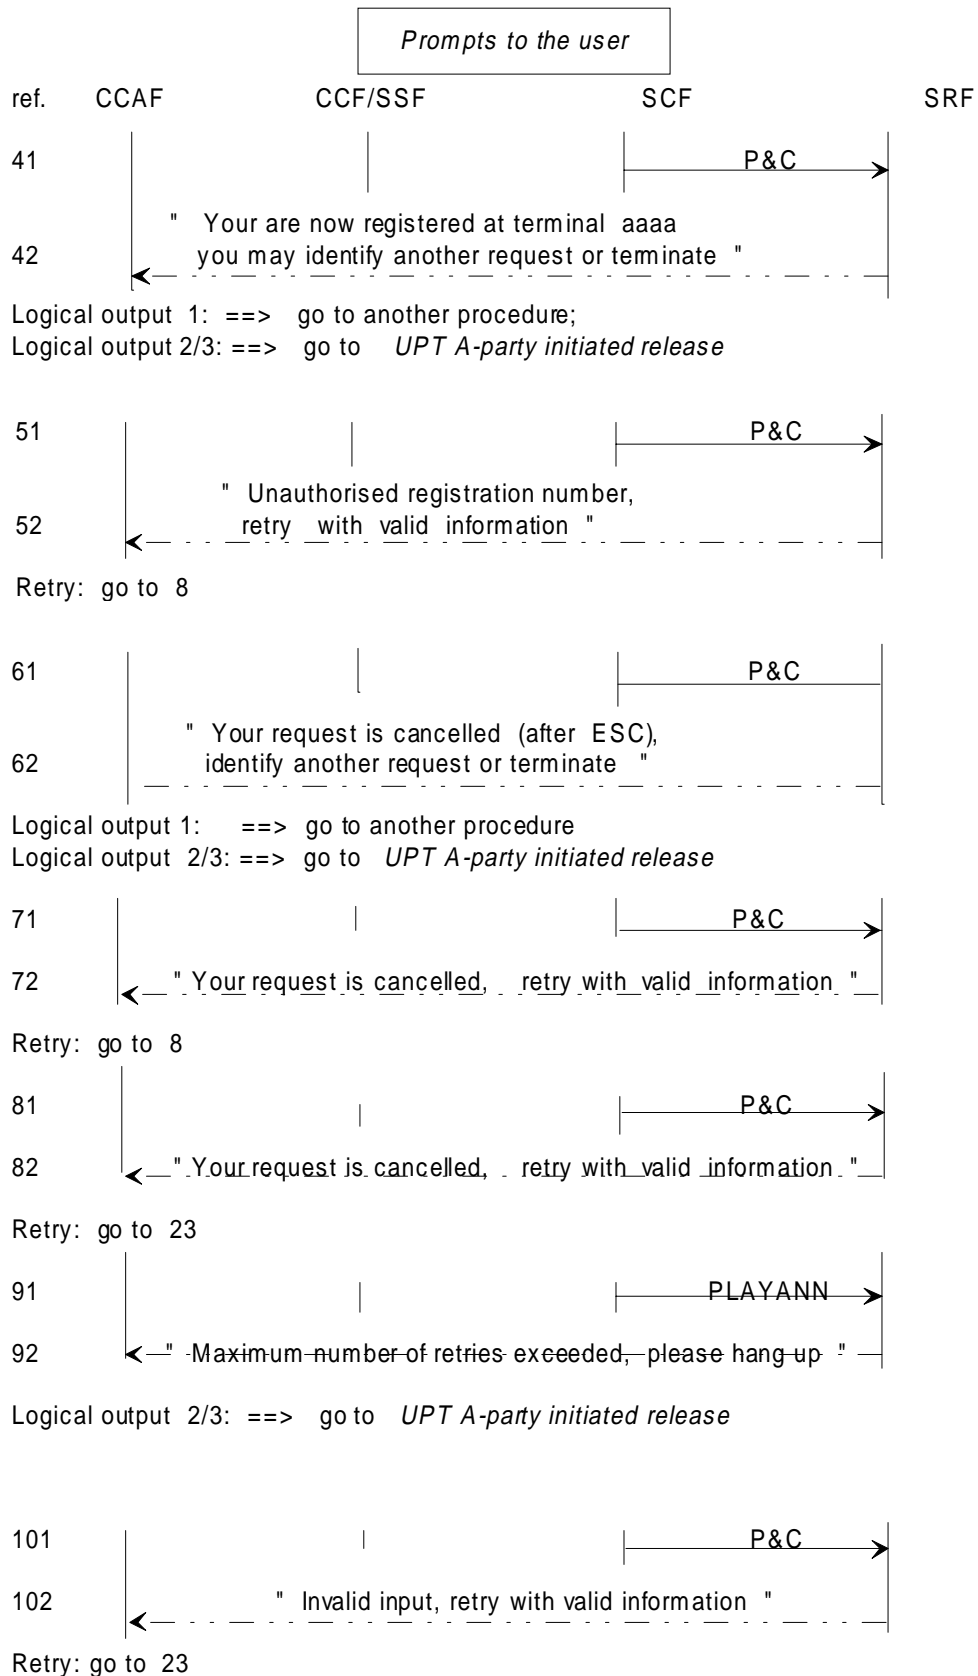 Prompts to the user
ref. CCAF CCF/SSF SCF SRF
41 P&C
" Your are now registered at terminal aaaa
42 you may identify another request or terminate "
Logical output 1: ==> go to another procedure;
Logical output 2/3: ==> go to UPT A-party initiated release
51 P&C
" Unauthorised registration number,
52 retry with valid information "
Retry: go to 8
61 P&C
" Your request is cancelled (after ESC),
62 identify another request or terminate "
Logical output 1: ==> go to another procedure
Logical output 2/3: ==> go to UPT A-party initiated release
71 P&C
72 " Your request is cancelled, retry with valid information "
Retry: go to 8
81 P&C
82 " Your request is cancelled, retry with valid information "
Retry: go to 23
91 PLAYANN
92 " Maximum number of retries exceeded, please hang up "
Logical output 2/3: ==> go to UPT A-party initiated release
101 P&C
102 " Invalid input, retry with valid information "
Retry: go to 23